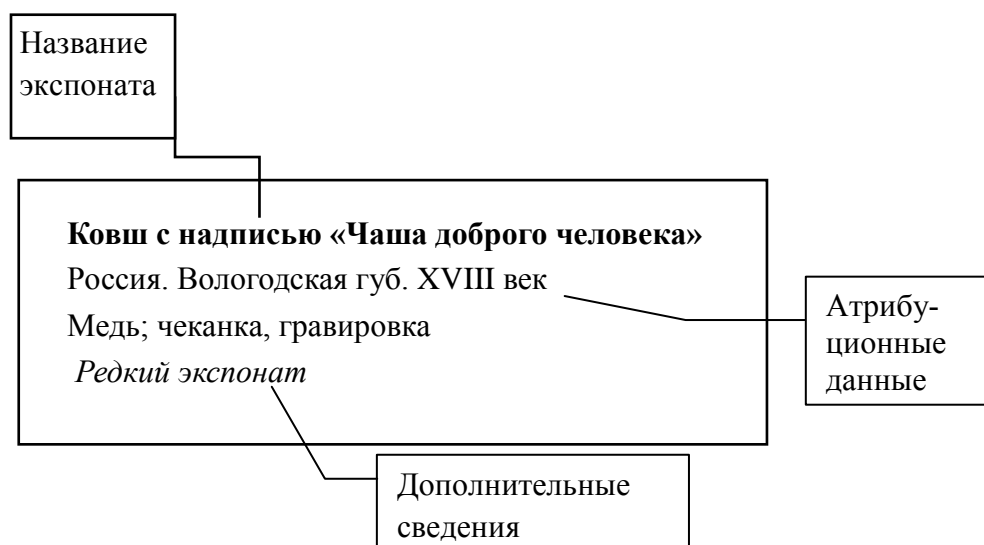 Название
экспоната
Ковш с надписью «Чаша доброго человека»
Россия. Вологодская губ. XVIII век
Медь; чеканка, гравировка
Редкий экспонат
Атрибу-
ционные
данные
Дополнительные
сведения